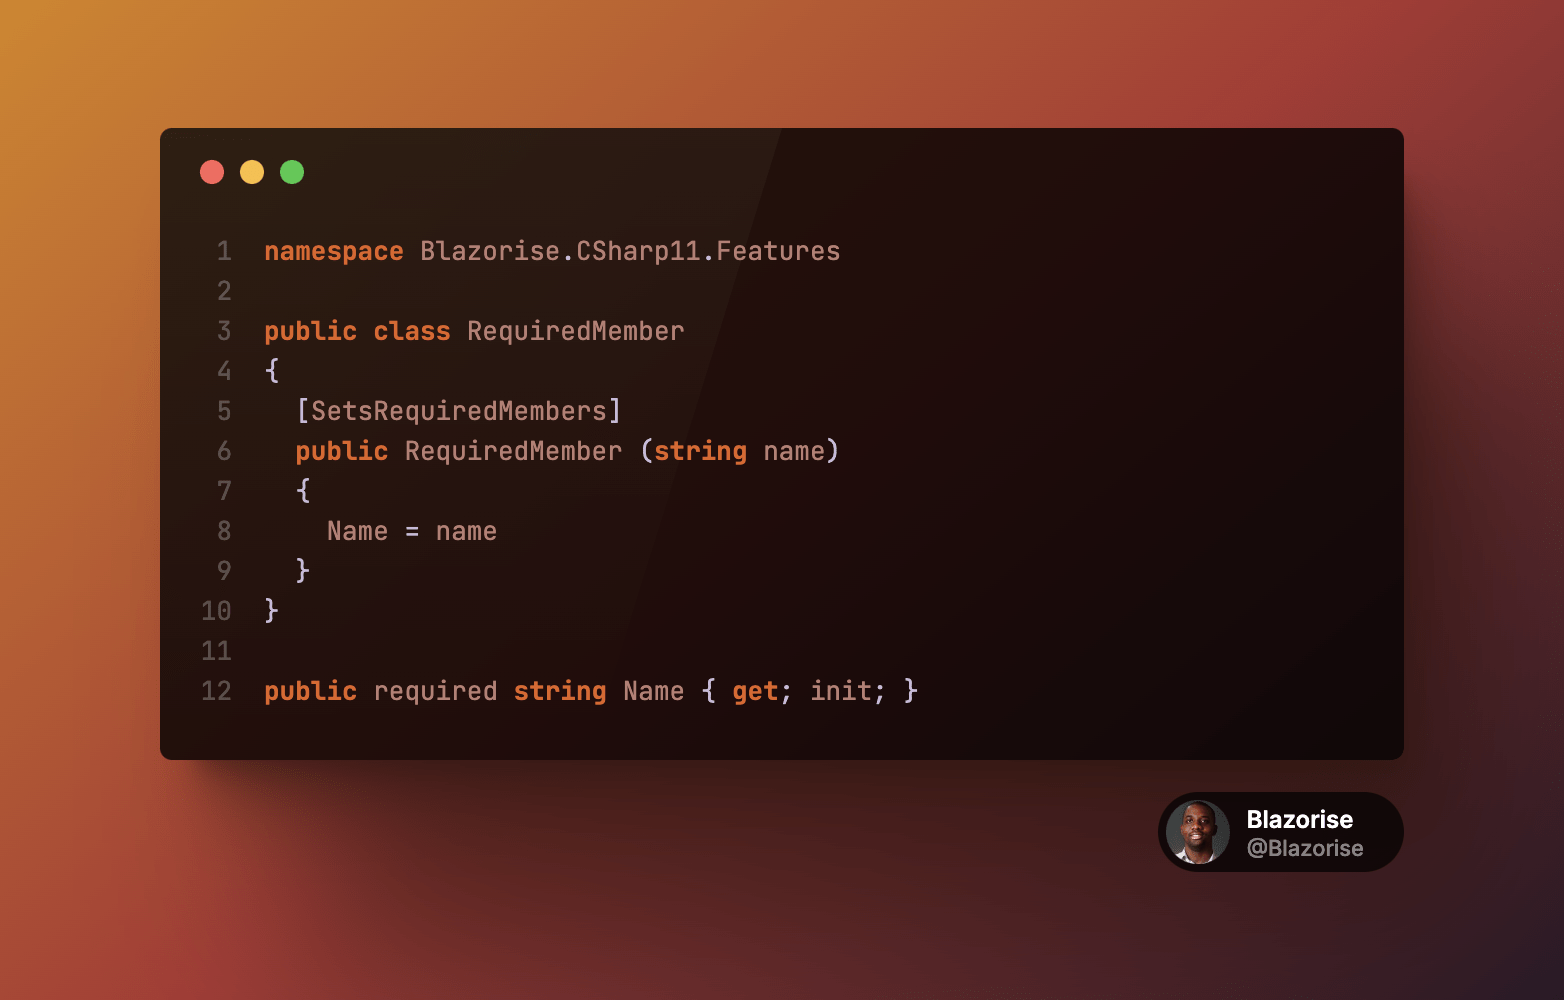 1 namespace Blazorise.CSharp11.Features
2
3 public class RequiredMember
4 {
5   [SetsRequiredMembers]
6   public RequiredMember (string name)
7   {
8     Name = name
9   }
10 }
11
12 public required string Name { get; init; }
Blazorise
@Blazorise